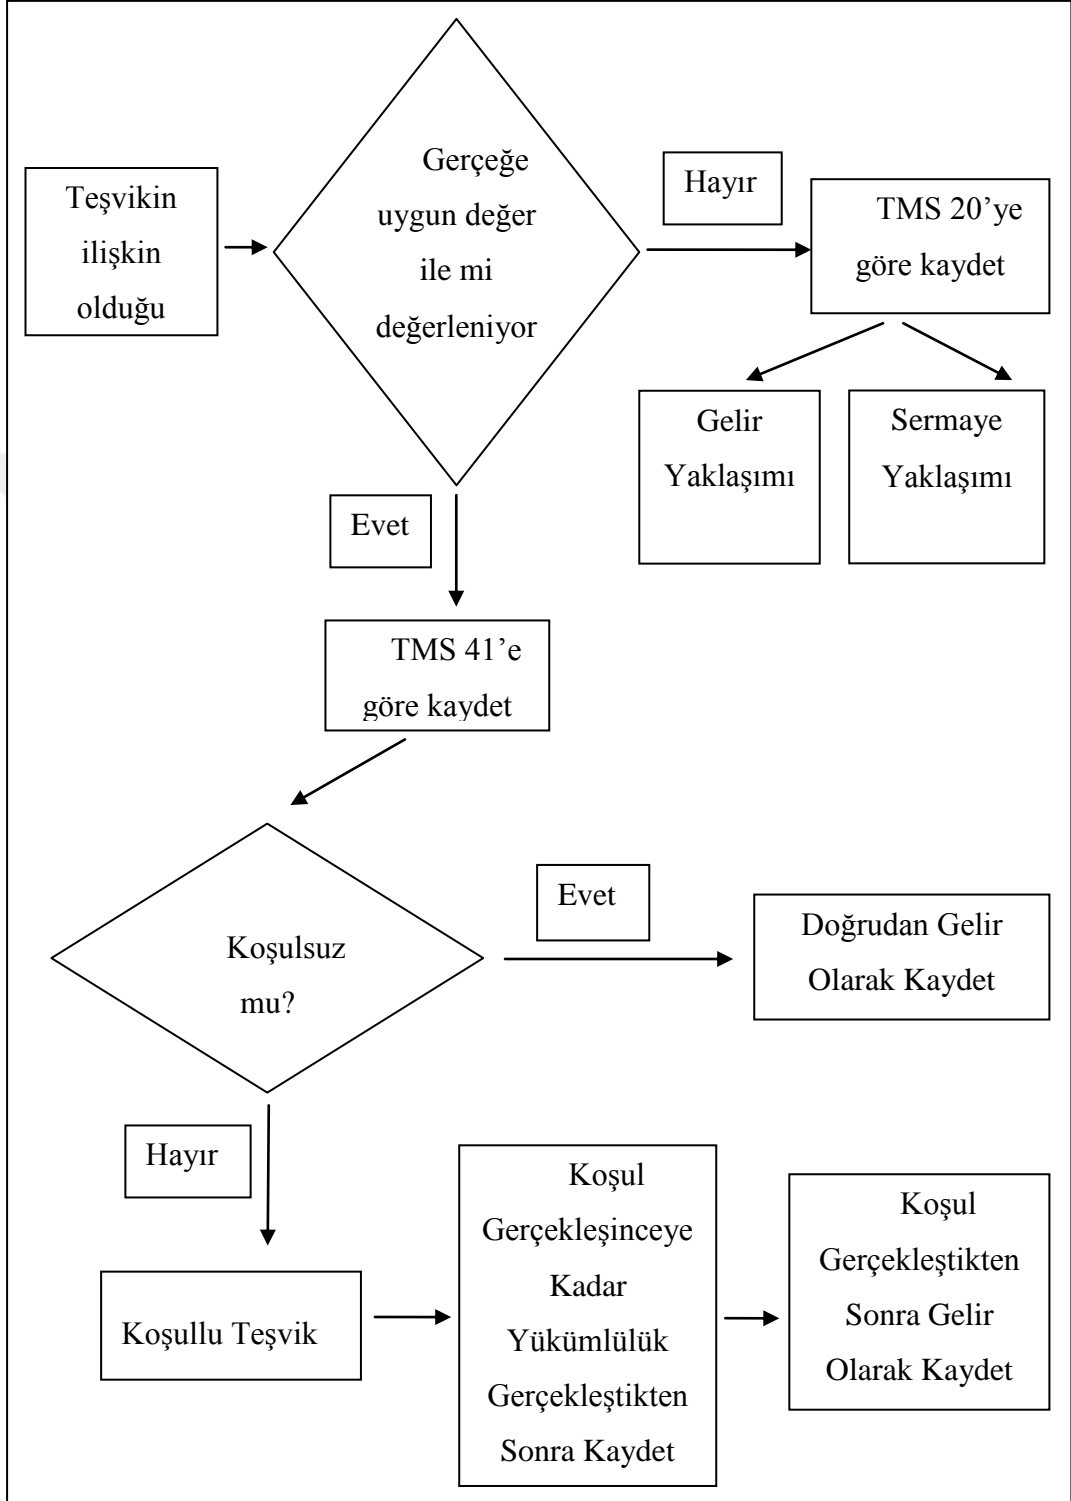 Teşvikin
ilişkin
olduğu
Gerçeğe
uygun değer
ile mi
değerleniyor
Hayır
TMS 20’ye
göre kaydet
Gelir
Yaklaşımı
Sermaye
Yaklaşımı
Evet
TMS 41’e
göre kaydet
Koşulsuz
mu?
Evet
Doğrudan Gelir
Olarak Kaydet
Hayır
Koşullu Teşvik
Koşul
Gerçekleşinceye
Kadar
Yükümlülük
Gerçekleştikten
Sonra Kaydet
Koşul
Gerçekleştikten
Sonra Gelir
Olarak Kaydet